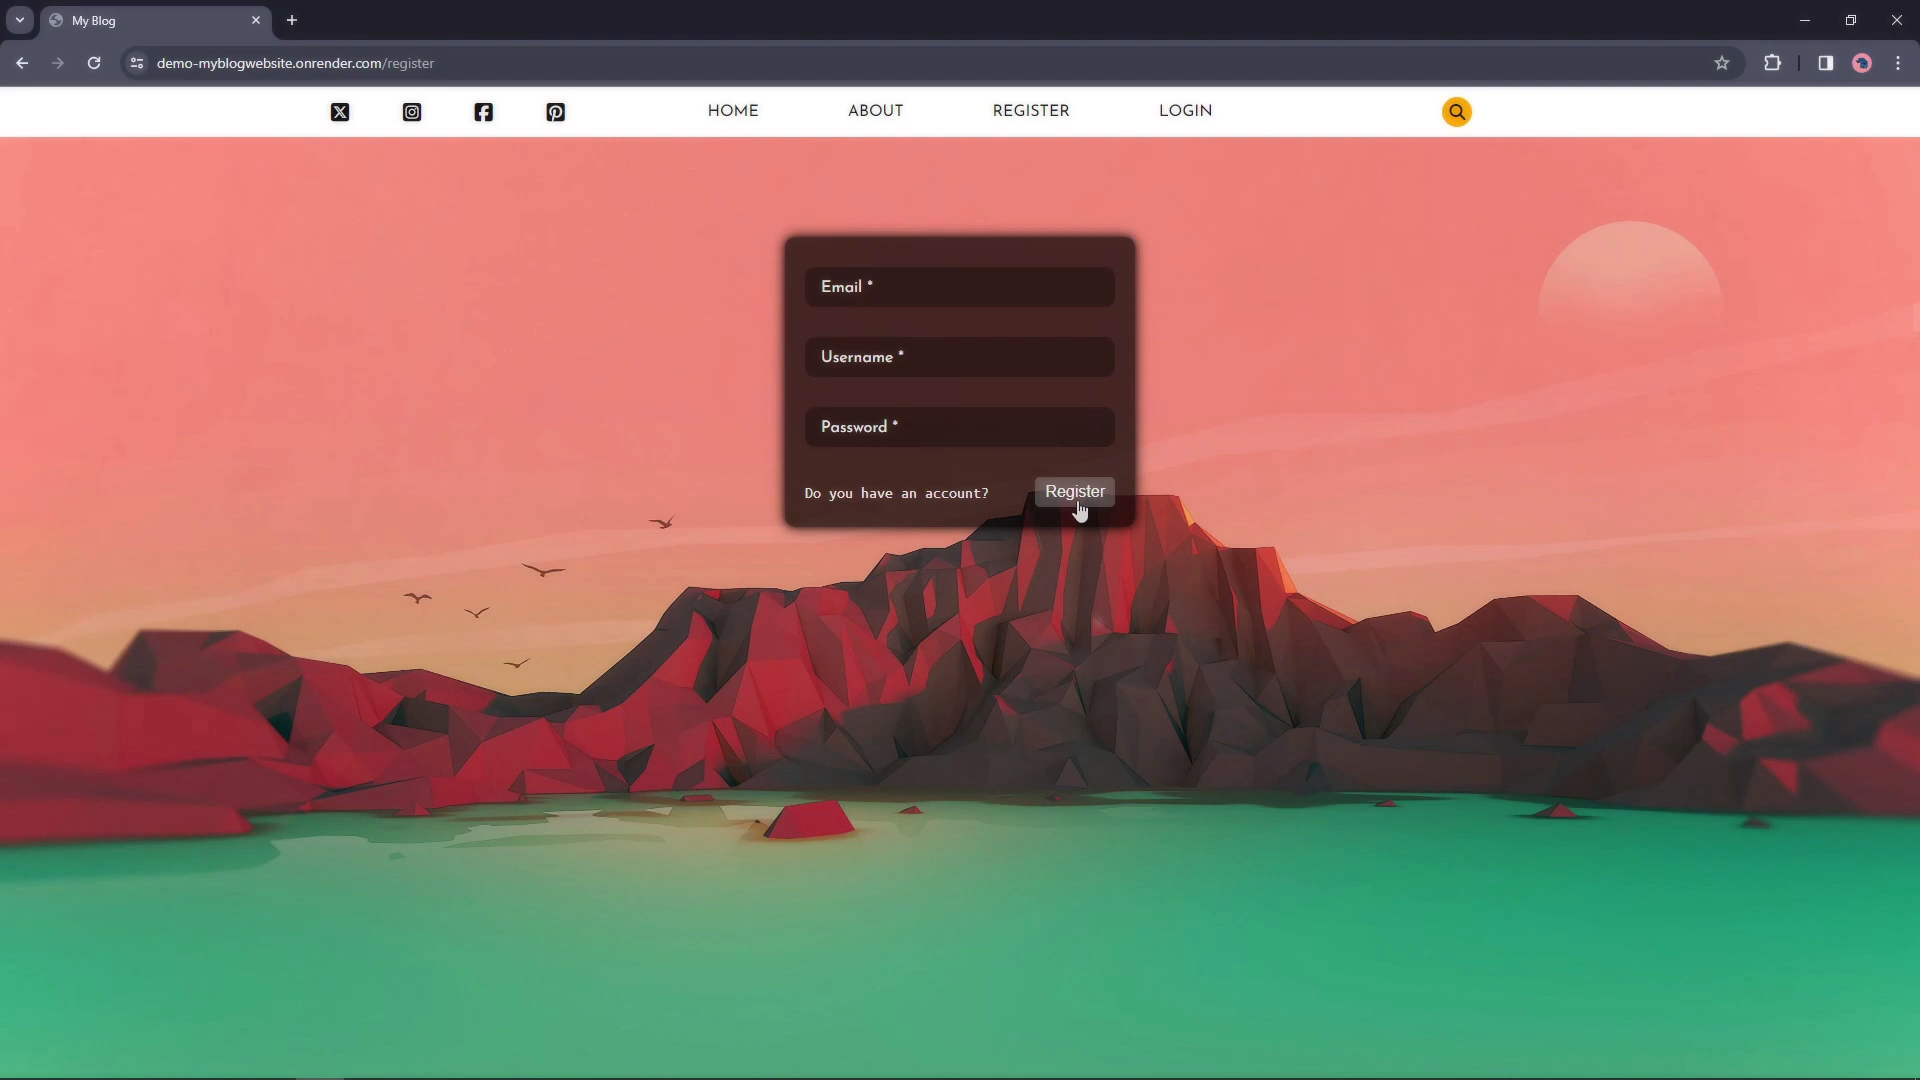 My Blog
demo-myblogwebsite.onrender.com/register
HOME ABOUT REGISTER LOGIN
Email *
Username *
Password *
Do you have an account? Register